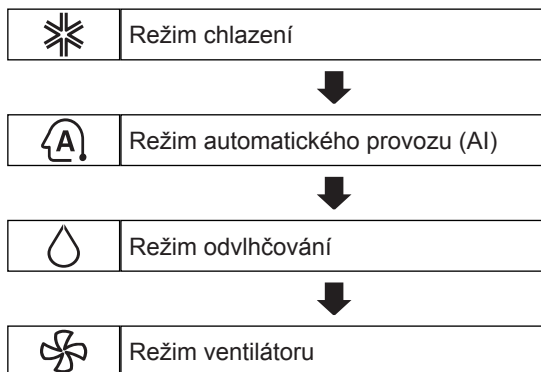 Režim chlazení
A
Režim automatického provozu (AI)
Režim odvlhčování
Režim ventilátoru